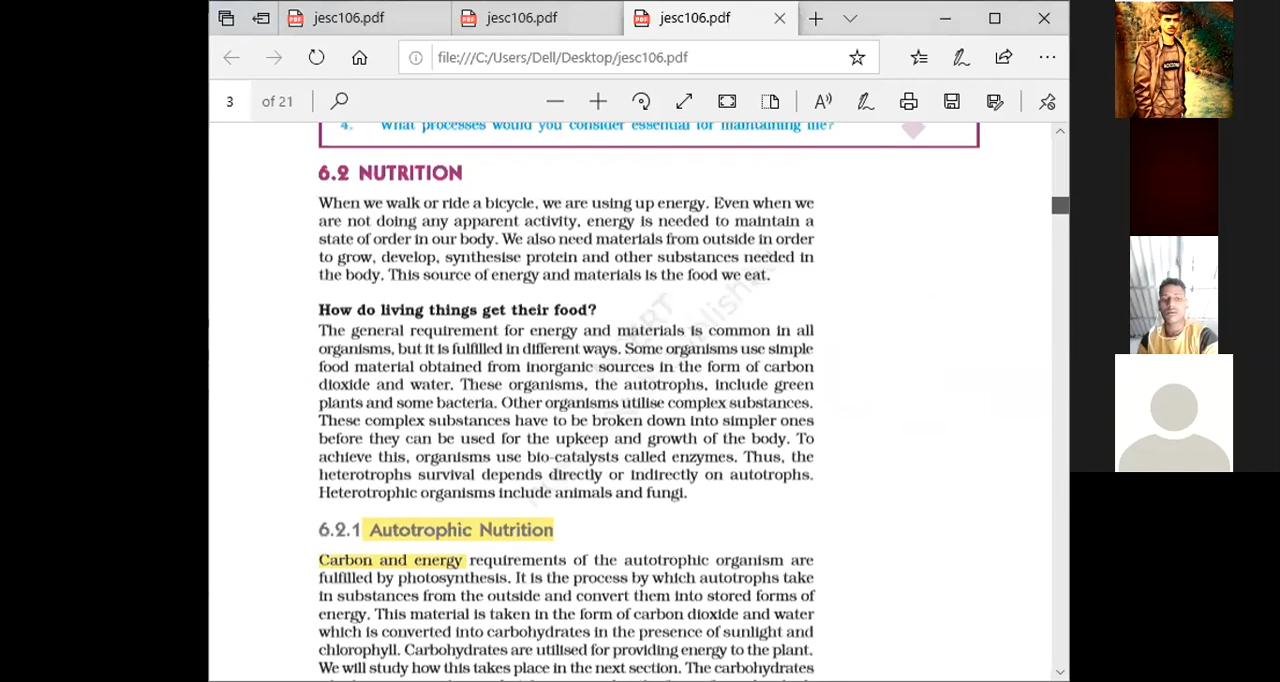 jesc106.pdf
jesc106.pdf
jesc106.pdf
file:///C:/Users/Dell/Desktop/jesc106.pdf
3 of 21
4. What processes would you consider essential for maintaining life?
6.2 NUTRITION
When we walk or ride a bicycle, we are using up energy. Even when we
are not doing any apparent activity, energy is needed to maintain a
state of order in our body. We also need materials from outside in order
to grow, develop, synthesise protein and other substances needed in
the body. This source of energy and materials is the food we eat.
How do living things get their food?
The general requirement for energy and materials is common in all
organisms, but it is fulfilled in different ways. Some organisms use simple
food material obtained from inorganic sources in the form of carbon
dioxide and water. These organisms, the autotrophs, include green
plants and some bacteria. Other organisms utilise complex substances.
These complex substances have to be broken down into simpler ones
before they can be used for the upkeep and growth of the body. To
achieve this, organisms use bio-catalysts called enzymes. Thus, the
heterotrophs survival depends directly or indirectly on autotrophs.
Heterotrophic organisms include animals and fungi.
6.2.1 Autotrophic Nutrition
Carbon and energy requirements of the autotrophic organism are
fulfilled by photosynthesis. It is the process by which autotrophs take
in substances from the outside and convert them into stored forms of
energy. This material is taken in the form of carbon dioxide and water
which is converted into carbohydrates in the presence of sunlight and
chlorophyll. Carbohydrates are utilised for providing energy to the plant.
We will study how this takes place in the next section. The carbohydrates